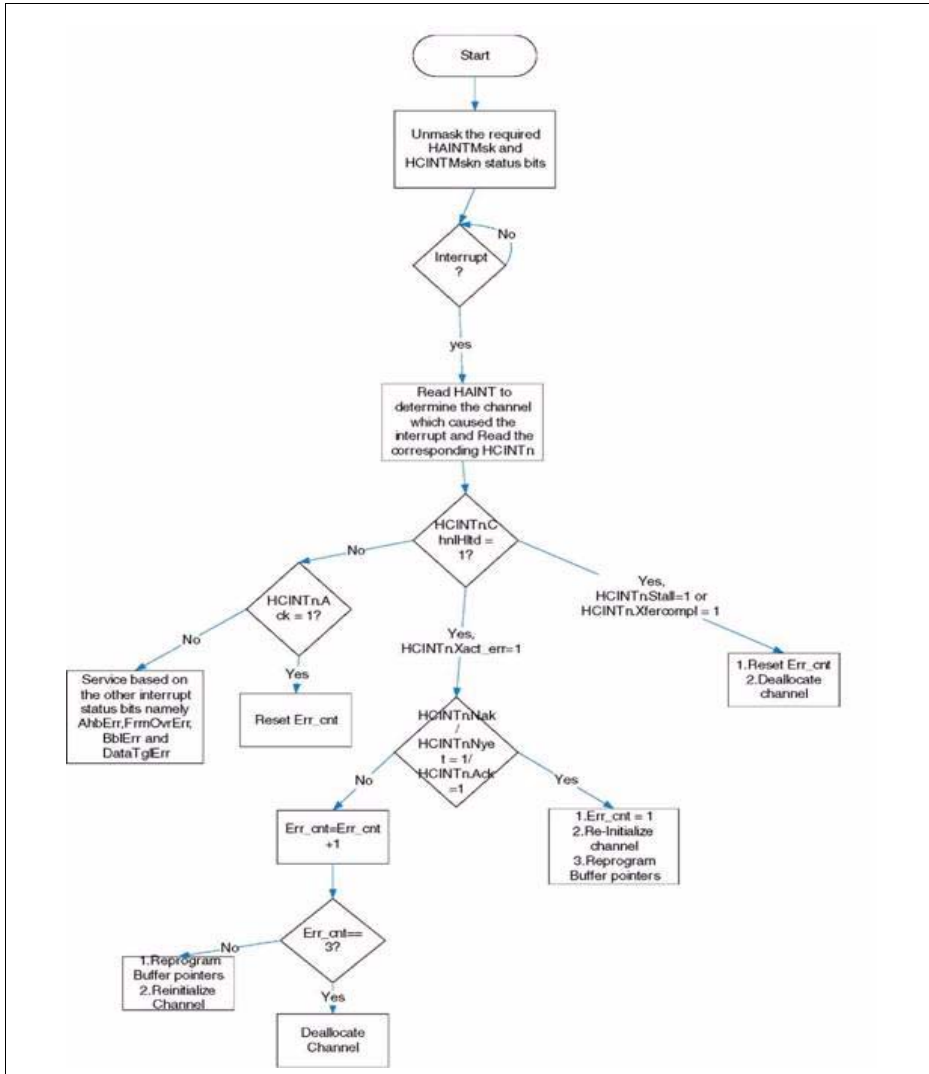 Start
Unmask the required
HAINTMsk and
HCINTMskn status bits
No
Interrupt
?
yes
Read HAINT to
determine the channel
which caused the
interrupt and Read the
corresponding HCINTn
HCINTn.C
hnlHltd =
1?
No
Yes,
HCINTn.Stall=1 or
HCINTn.Xfercompl = 1
HCINTn.A
ck = 1?
No
Yes
Yes,
HCINTn.Xact_err=1
1.Reset Err_cnt
2.Deallocate
channel
Service based on
the other interrupt
status bits namely
AhbErr,FrmOvrErr,
BblErr and
DataTglErr
Reset Err_cnt
HCINTn.Nak
/
HCINTn.Nye
t = 1/
HCINTn.Ack
=1
No
Yes
Err_cnt=Err_cnt
+1
1.Err_cnt = 1
2.Re-Initialize
channel
3.Reprogram
Buffer pointers
Err_cnt==
3?
No
1.Reprogram
Buffer pointers
2.Reinitialize
Channel
Yes
Deallocate
Channel